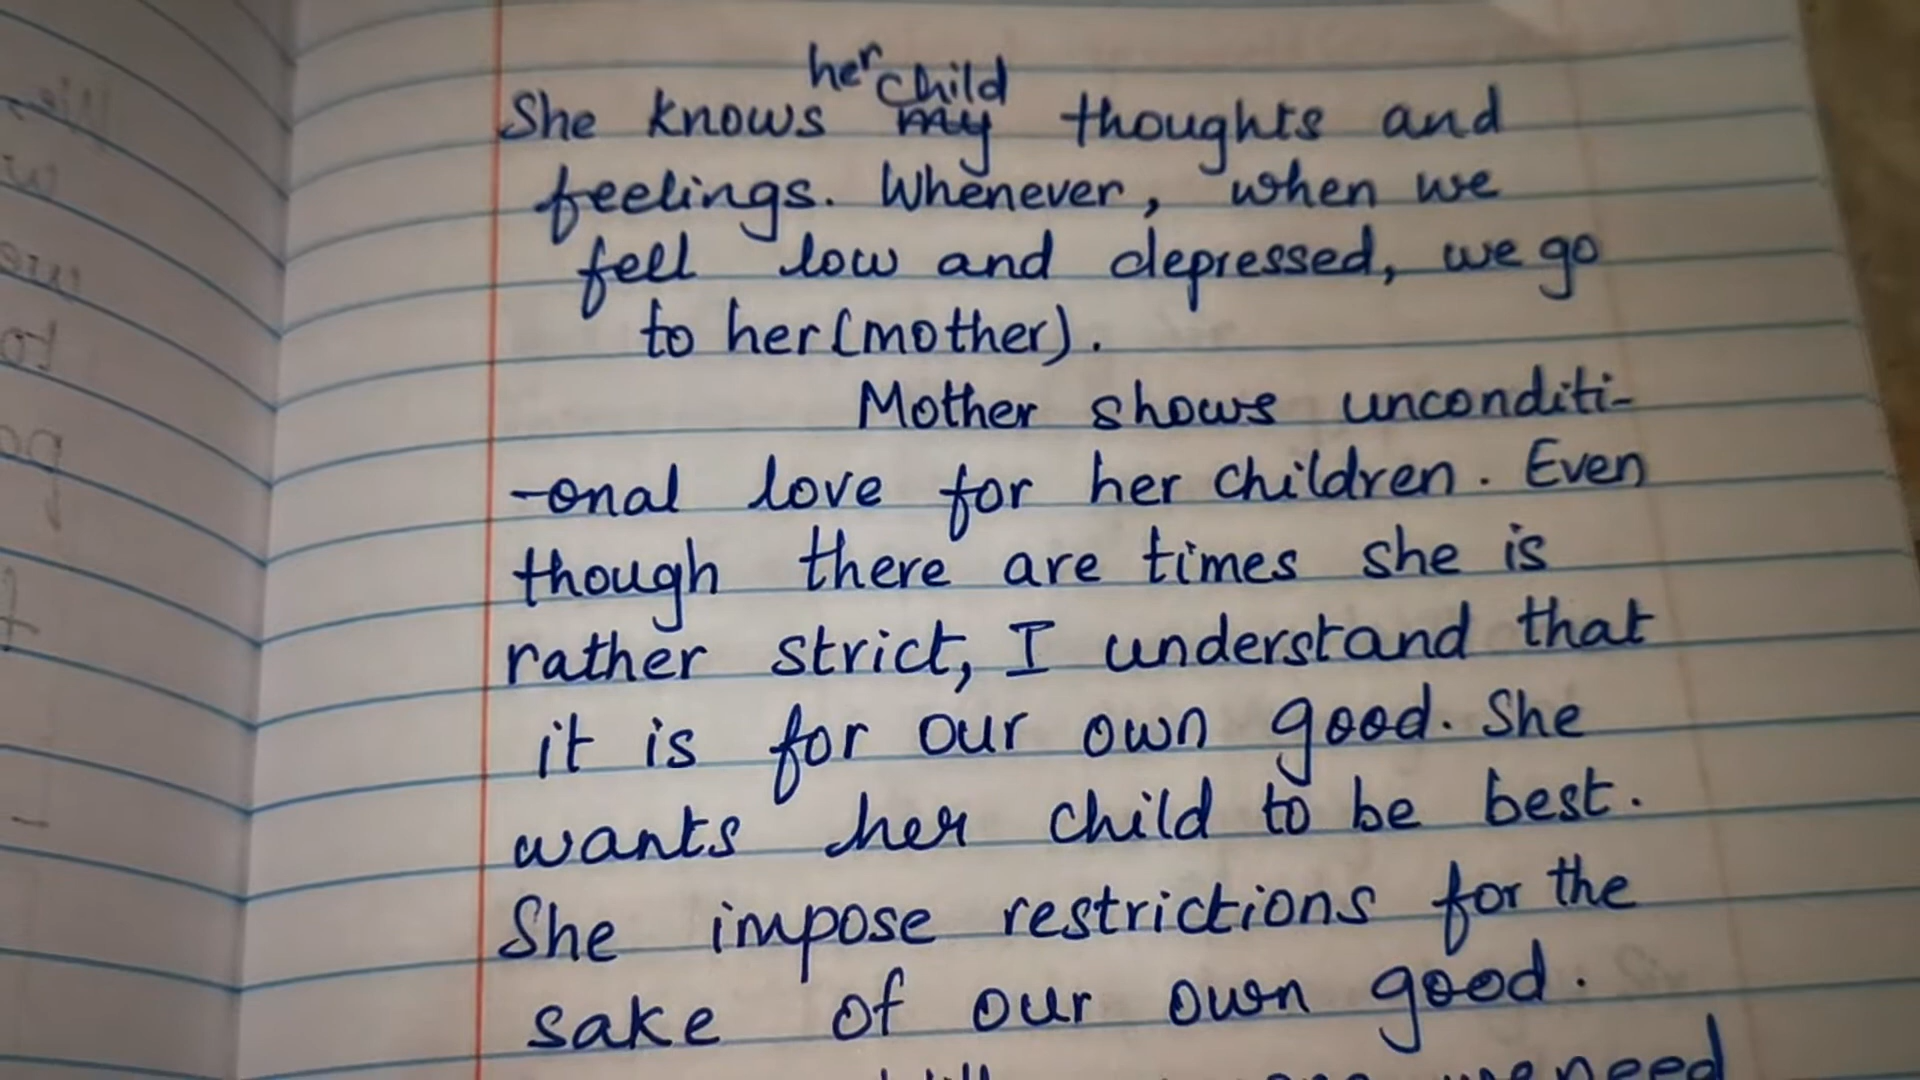 her child
She knows my thoughts and
feelings. Whenever, when we
fell low and depressed, we go
to her (mother).
Mother shows unconditi-
-onal love for her children. Even
though there are times she is
rather strict, I understand that
it is for our own good. She
wants her child to be best.
She impose restrictions for the
sake of our own good.
need